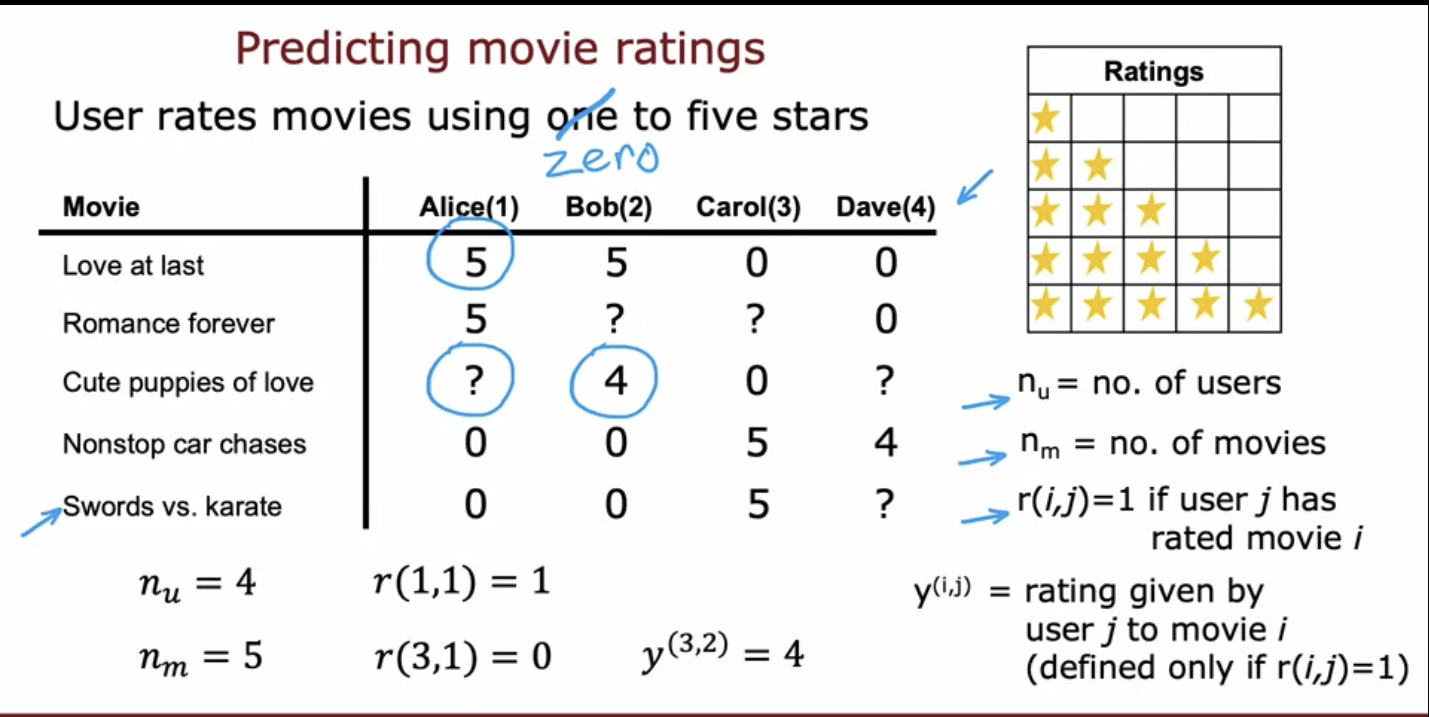 Predicting movie ratings
User rates movies using one to five stars
zero
Movie Alice(1) Bob(2) Carol(3) Dave(4)
Love at last 5 5 0 0
Romance forever 5 ? ? 0
Cute puppies of love ? 4 0 ?
Nonstop car chases 0 0 5 4
Swords vs. karate 0 0 5 ?
n_u = 4 r(1,1) = 1
n_m = 5 r(3,1) = 0 y^(3,2) = 4
Ratings
n_u = no. of users
n_m = no. of movies
r(i,j)=1 if user j has
rated movie i
y^(i,j) = rating given by
user j to movie i
(defined only if r(i,j)=1)